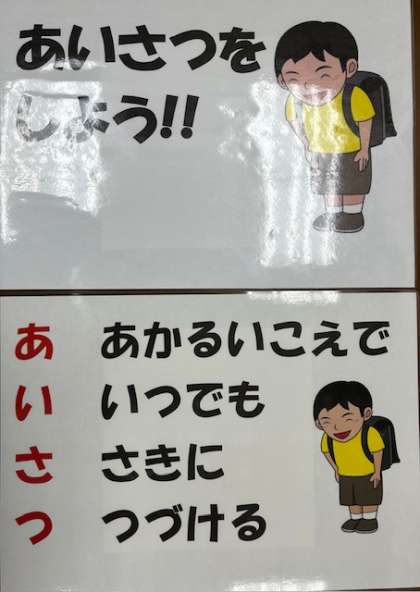 あいさつを
しよう!!
あ あかるいこえで
い いつでも
さ さきに
つ つづける